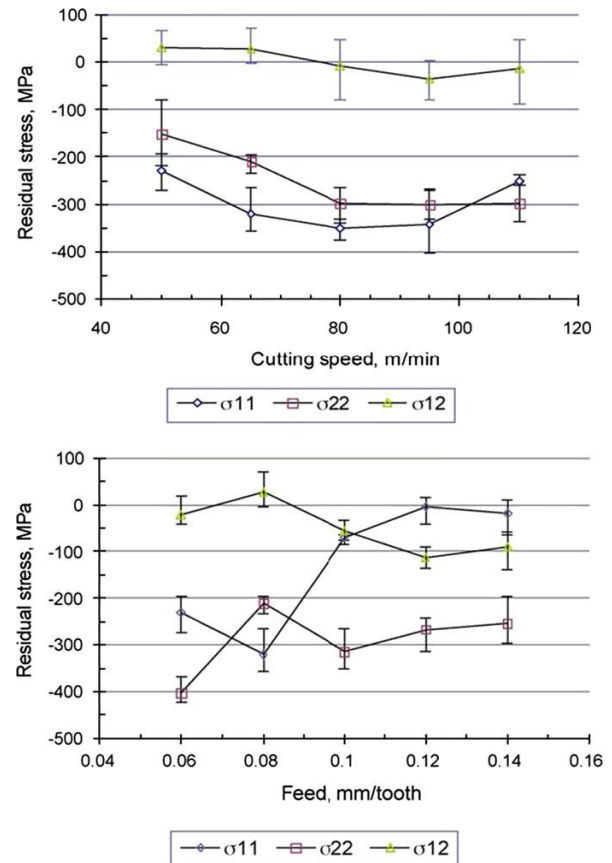 100
0
-100
-200
-300
-400
-500
Residual stress, MPa
40 60 80 100 120
Cutting speed, m/min
σ11 σ22 σ12
100
0
-100
-200
-300
-400
-500
Residual stress, MPa
0.04 0.06 0.08 0.1 0.12 0.14 0.16
Feed, mm/tooth
σ11 σ22 σ12